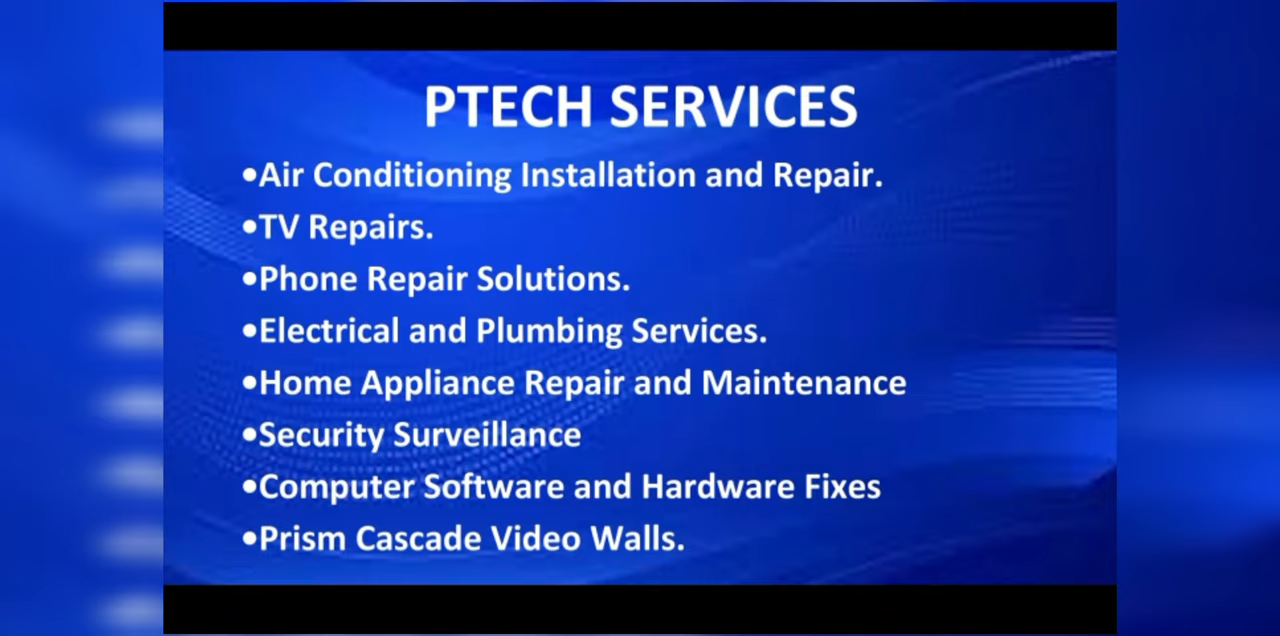 PTECH SERVICES
•Air Conditioning Installation and Repair.
•TV Repairs.
•Phone Repair Solutions.
•Electrical and Plumbing Services.
•Home Appliance Repair and Maintenance
•Security Surveillance
•Computer Software and Hardware Fixes
•Prism Cascade Video Walls.